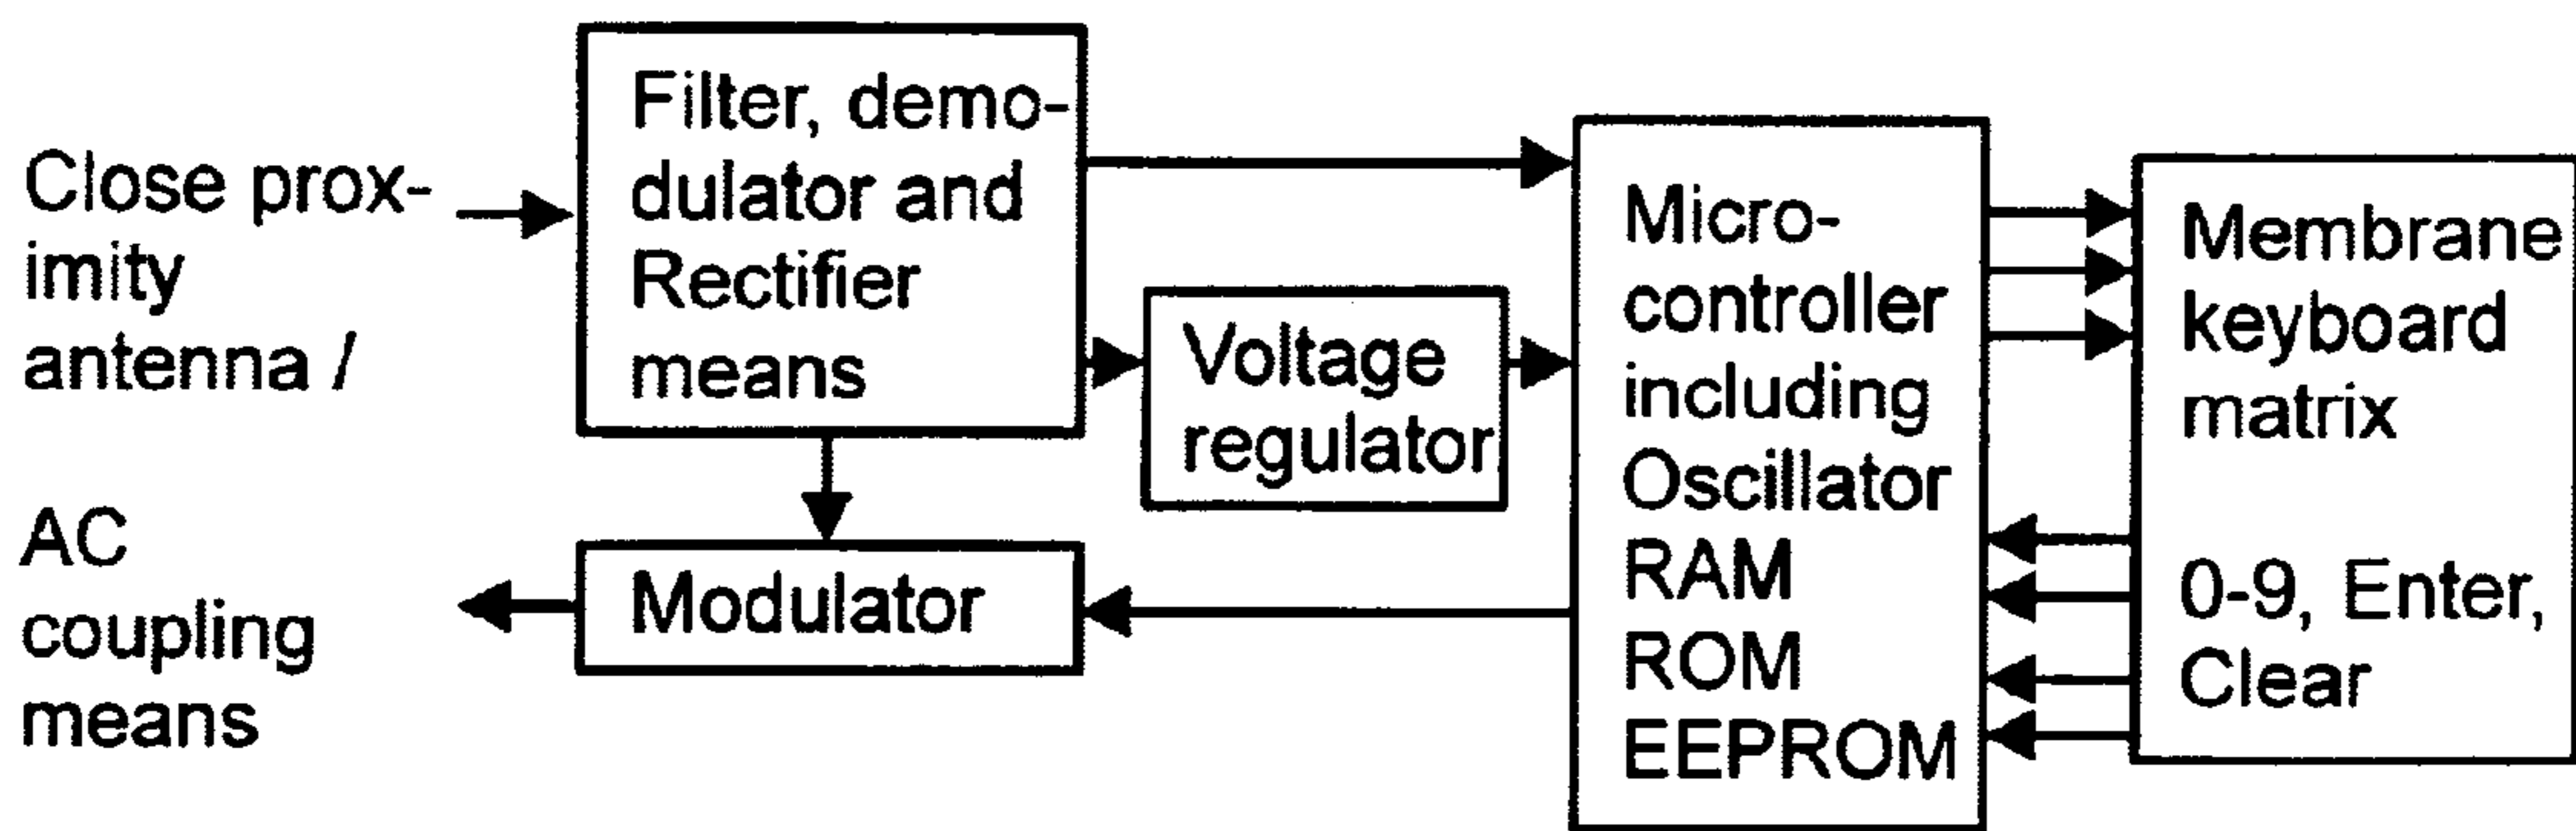 Close prox-
imity
antenna /
AC
coupling
means
Filter, demo-
dulator and
Rectifier
means
Modulator
Voltage
regulator
Micro-
controller
including
Oscillator
RAM
ROM
EEPROM
Membrane
keyboard
matrix
0-9, Enter,
Clear